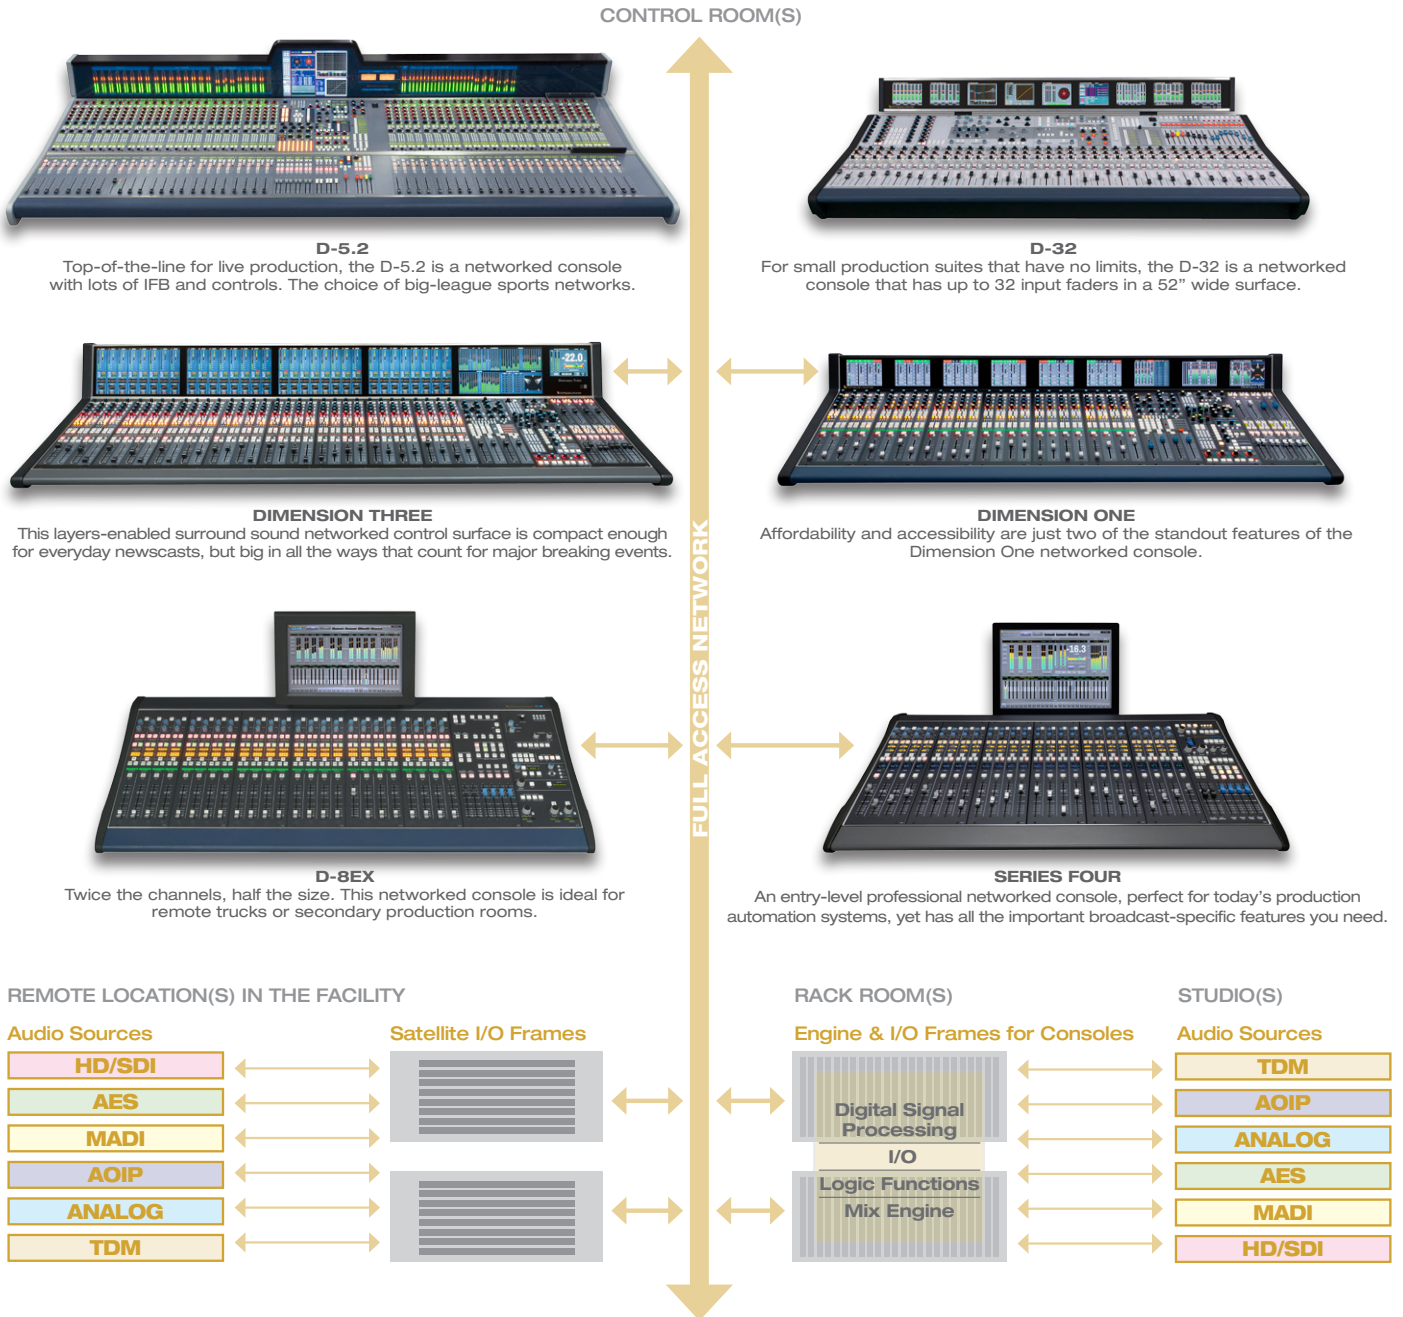 CONTROL ROOM(S)
D-5.2
Top-of-the-line for live production, the D-5.2 is a networked console
with lots of IFB and controls. The choice of big-league sports networks.
D-32
For small production suites that have no limits, the D-32 is a networked
console that has up to 32 input faders in a 52” wide surface.
-22.0
DIMENSION THREE
This layers-enabled surround sound networked control surface is compact enough
for everyday newscasts, but big in all the ways that count for major breaking events.
DIMENSION ONE
Affordability and accessibility are just two of the standout features of the
Dimension One networked console.
FULL ACCESS NETWORK
-16.3
D-8EX
Twice the channels, half the size. This networked console is ideal for
remote trucks or secondary production rooms.
SERIES FOUR
An entry-level professional networked console, perfect for today’s production
automation systems, yet has all the important broadcast-specific features you need.
REMOTE LOCATION(S) IN THE FACILITY
Audio Sources
HD/SDI
AES
MADI
AOIP
ANALOG
TDM
Satellite I/O Frames
RACK ROOM(S)
Engine & I/O Frames for Consoles
Digital Signal
Processing
I/O
Logic Functions
Mix Engine
STUDIO(S)
Audio Sources
TDM
AOIP
ANALOG
AES
MADI
HD/SDI